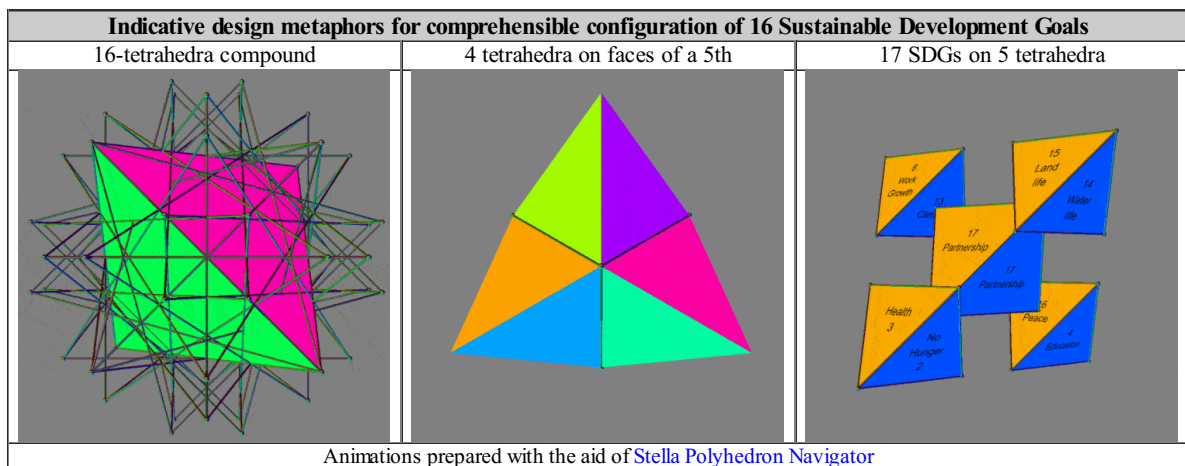 Indicative design metaphors for comprehensible configuration of 16 Sustainable Development Goals
16-tetrahedra compound
4 tetrahedra on faces of a 5th
17 SDGs on 5 tetrahedra
8
Work
Growth
13
15
Land
life
14
Water
life
17
Partnership
17
Partnership
Health
3
No
Hunger
2
Peace
4
Education
Animations prepared with the aid of Stella Polyhedron Navigator